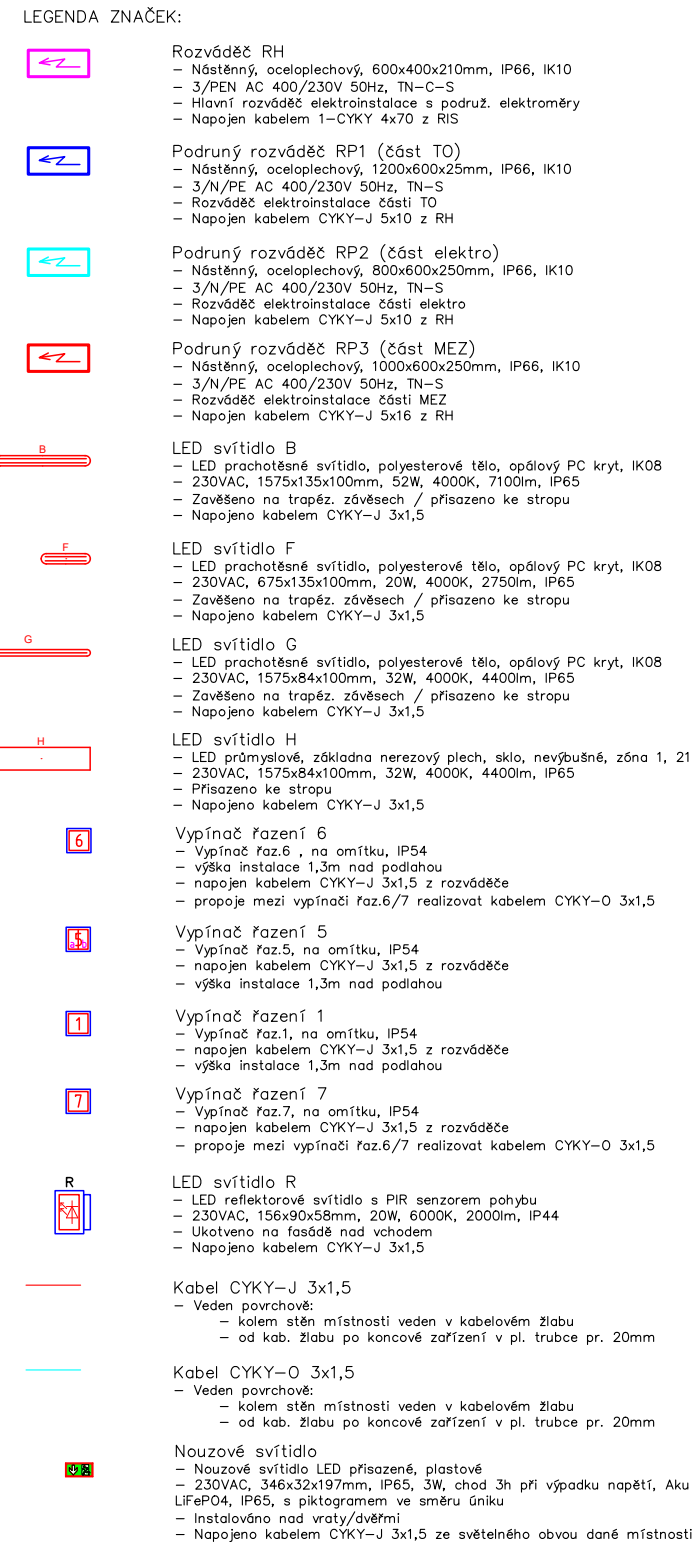 LEGENDA ZNAČEK:
Rozváděč RH
– Nástěnný, oceloplechový, 600x400x210mm, IP66, IK10
– 3/PEN AC 400/230V 50Hz, TN–C–S
– Hlavní rozváděč elektroinstalace s podruž. elektroměry
– Napojen kabelem 1–CYKY 4x70 z RIS
Podruný rozváděč RP1 (část TO)
– Nástěnný, oceloplechový, 1200x600x25mm, IP66, IK10
– 3/N/PE AC 400/230V 50Hz, TN–S
– Rozváděč elektroinstalace části TO
– Napojen kabelem CYKY–J 5x10 z RH
Podruný rozváděč RP2 (část elektro)
– Nástěnný, oceloplechový, 800x600x250mm, IP66, IK10
– 3/N/PE AC 400/230V 50Hz, TN–S
– Rozváděč elektroinstalace části elektro
– Napojen kabelem CYKY–J 5x10 z RH
Podruný rozváděč RP3 (část MEZ)
– Nástěnný, oceloplechový, 1000x600x250mm, IP66, IK10
– 3/N/PE AC 400/230V 50Hz, TN–S
– Rozváděč elektroinstalace části MEZ
– Napojen kabelem CYKY–J 5x16 z RH
B
LED svítidlo B
– LED prachotěsné svítidlo, polyesterové tělo, opálový PC kryt, IK08
– 230VAC, 1575x135x100mm, 52W, 4000K, 7100lm, IP65
– Zavěšeno na trapéz. závěsech / přisazeno ke stropu
– Napojeno kabelem CYKY–J 3x1,5
F
LED svítidlo F
– LED prachotěsné svítidlo, polyesterové tělo, opálový PC kryt, IK08
– 230VAC, 675x135x100mm, 20W, 4000K, 2750lm, IP65
– Zavěšeno na trapéz. závěsech / přisazeno ke stropu
– Napojeno kabelem CYKY–J 3x1,5
G
LED svítidlo G
– LED prachotěsné svítidlo, polyesterové tělo, opálový PC kryt, IK08
– 230VAC, 1575x84x100mm, 32W, 4000K, 4400lm, IP65
– Zavěšeno na trapéz. závěsech / přisazeno ke stropu
– Napojeno kabelem CYKY–J 3x1,5
H
LED svítidlo H
– LED průmyslové, základna nerezový plech, sklo, nevýbušné, zóna 1, 21
– 230VAC, 1575x84x100mm, 32W, 4000K, 4400lm, IP65
– Přisazeno ke stropu
– Napojeno kabelem CYKY–J 3x1,5
6
Vypínač řazení 6
– Vypínač řaz.6 , na omítku, IP54
– výška instalace 1,3m nad podlahou
– napojen kabelem CYKY–J 3x1,5 z rozváděče
– propoje mezi vypínači řaz.6/7 realizovat kabelem CYKY–O 3x1,5
5
a b
Vypínač řazení 5
– Vypínač řaz.5, na omítku, IP54
– napojen kabelem CYKY–J 3x1,5 z rozváděče
– výška instalace 1,3m nad podlahou
1
Vypínač řazení 1
– Vypínač řaz.1, na omítku, IP54
– napojen kabelem CYKY–J 3x1,5 z rozváděče
– výška instalace 1,3m nad podlahou
7
Vypínač řazení 7
– Vypínač řaz.7, na omítku, IP54
– napojen kabelem CYKY–J 3x1,5 z rozváděče
– propoje mezi vypínači řaz.6/7 realizovat kabelem CYKY–O 3x1,5
R
LED svítidlo R
– LED reflektorové svítidlo s PIR senzorem pohybu
– 230VAC, 156x90x58mm, 20W, 6000K, 2000lm, IP44
– Ukotveno na fasádě nad vchodem
– Napojeno kabelem CYKY–J 3x1,5
Kabel CYKY–J 3x1,5
– Veden povrchově:
– kolem stěn místnosti veden v kabelovém žlabu
– od kab. žlabu po koncové zařízení v pl. trubce pr. 20mm
Kabel CYKY–O 3x1,5
– Veden povrchově:
– kolem stěn místnosti veden v kabelovém žlabu
– od kab. žlabu po koncové zařízení v pl. trubce pr. 20mm
Nouzové svítidlo
– Nouzové svítidlo LED přisazené, plastové
– 230VAC, 346x32x197mm, IP65, 3W, chod 3h při výpadku napětí, Aku
LiFePO4, IP65, s piktogramem ve směru úniku
– Instalováno nad vraty/dvěřmi
– Napojeno kabelem CYKY–J 3x1,5 ze světelného obvou dané místnosti